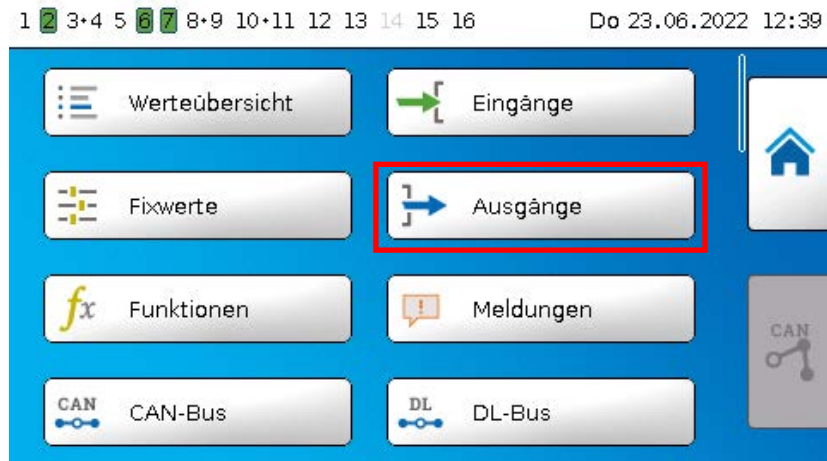 1 2 3+4 5 6 7 8+9 10+11 12 13 14 15 16 Do 23.06.2022 12:39
Werteübersicht Eingänge
Fixwerte Ausgänge
fx Funktionen ! Meldungen
CAN
CAN CAN-Bus DL DL-Bus